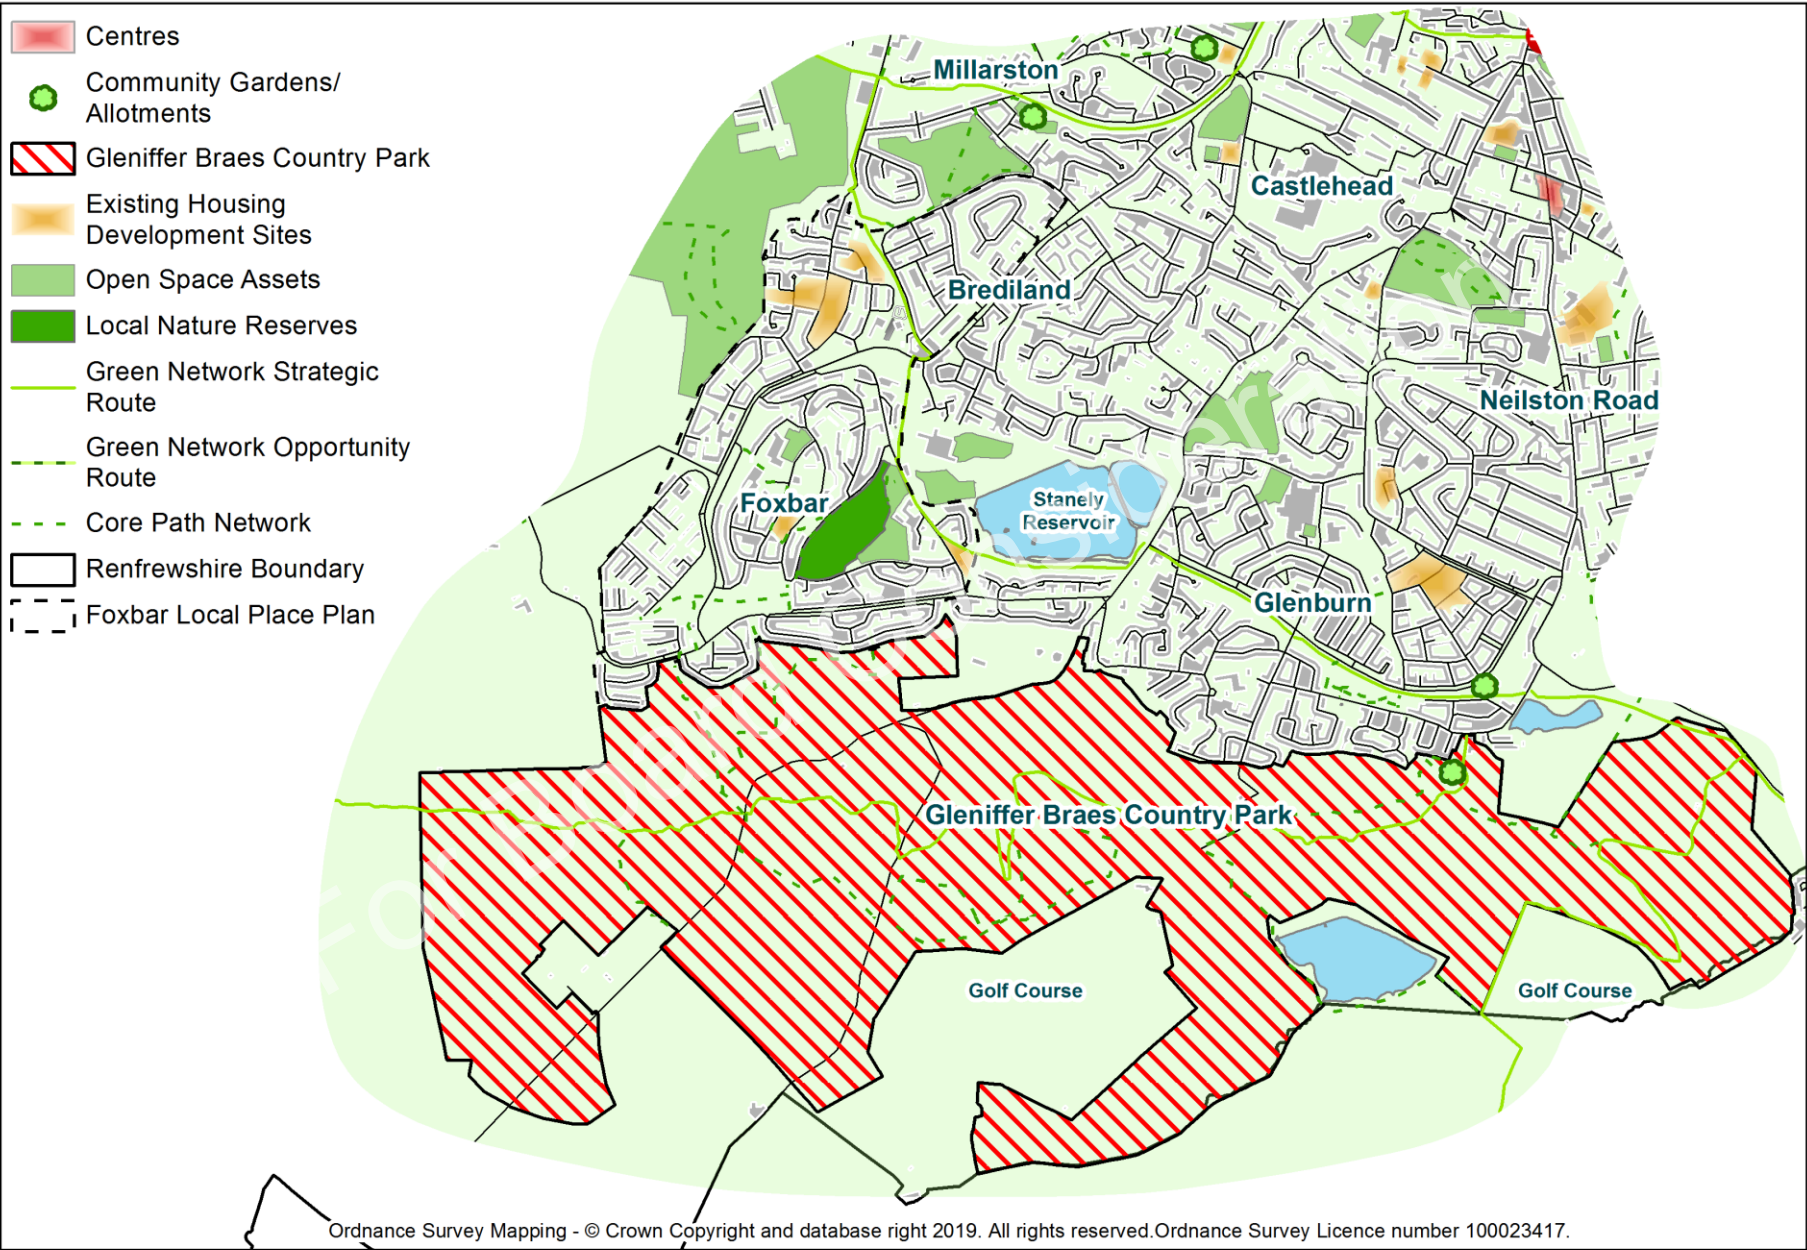 Centres
Community Gardens/
Allotments
Gleniffer Braes Country Park
Existing Housing
Development Sites
Open Space Assets
Local Nature Reserves
Green Network Strategic
Route
Green Network Opportunity
Route
Core Path Network
Renfrewshire Boundary
Foxbar Local Place Plan
Millarston
Castlehead
Brediland
Neilston Road
Foxbar
Stanely
Reservoir
Glenburn
Gleniffer Braes Country Park
Golf Course
Golf Course
Ordnance Survey Mapping - © Crown Copyright and database right 2019. All rights reserved.Ordnance Survey Licence number 100023417.